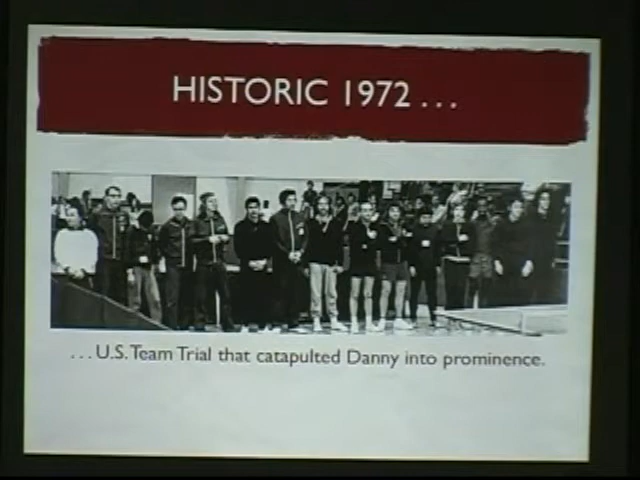 HISTORIC 1972 . . .
. . . U.S. Team Trial that catapulted Danny into prominence.